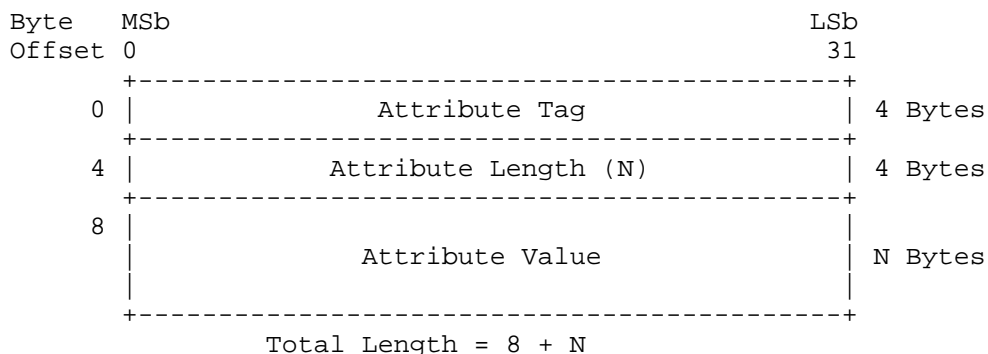 Byte MSb LSb
Offset 0 31
+--------------------------------------------+
0 | Attribute Tag | 4 Bytes
+--------------------------------------------+
4 | Attribute Length (N) | 4 Bytes
+--------------------------------------------+
8 | |
| Attribute Value | N Bytes
| |
+--------------------------------------------+
Total Length = 8 + N